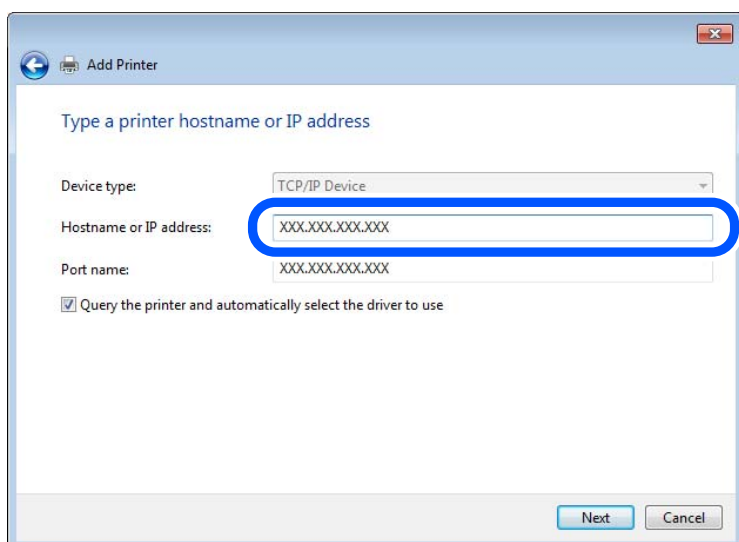 Add Printer
Type a printer hostname or IP address
Device type: TCP/IP Device
Hostname or IP address: XXX.XXX.XXX.XXX
Port name: XXX.XXX.XXX.XXX
Query the printer and automatically select the driver to use
Next Cancel